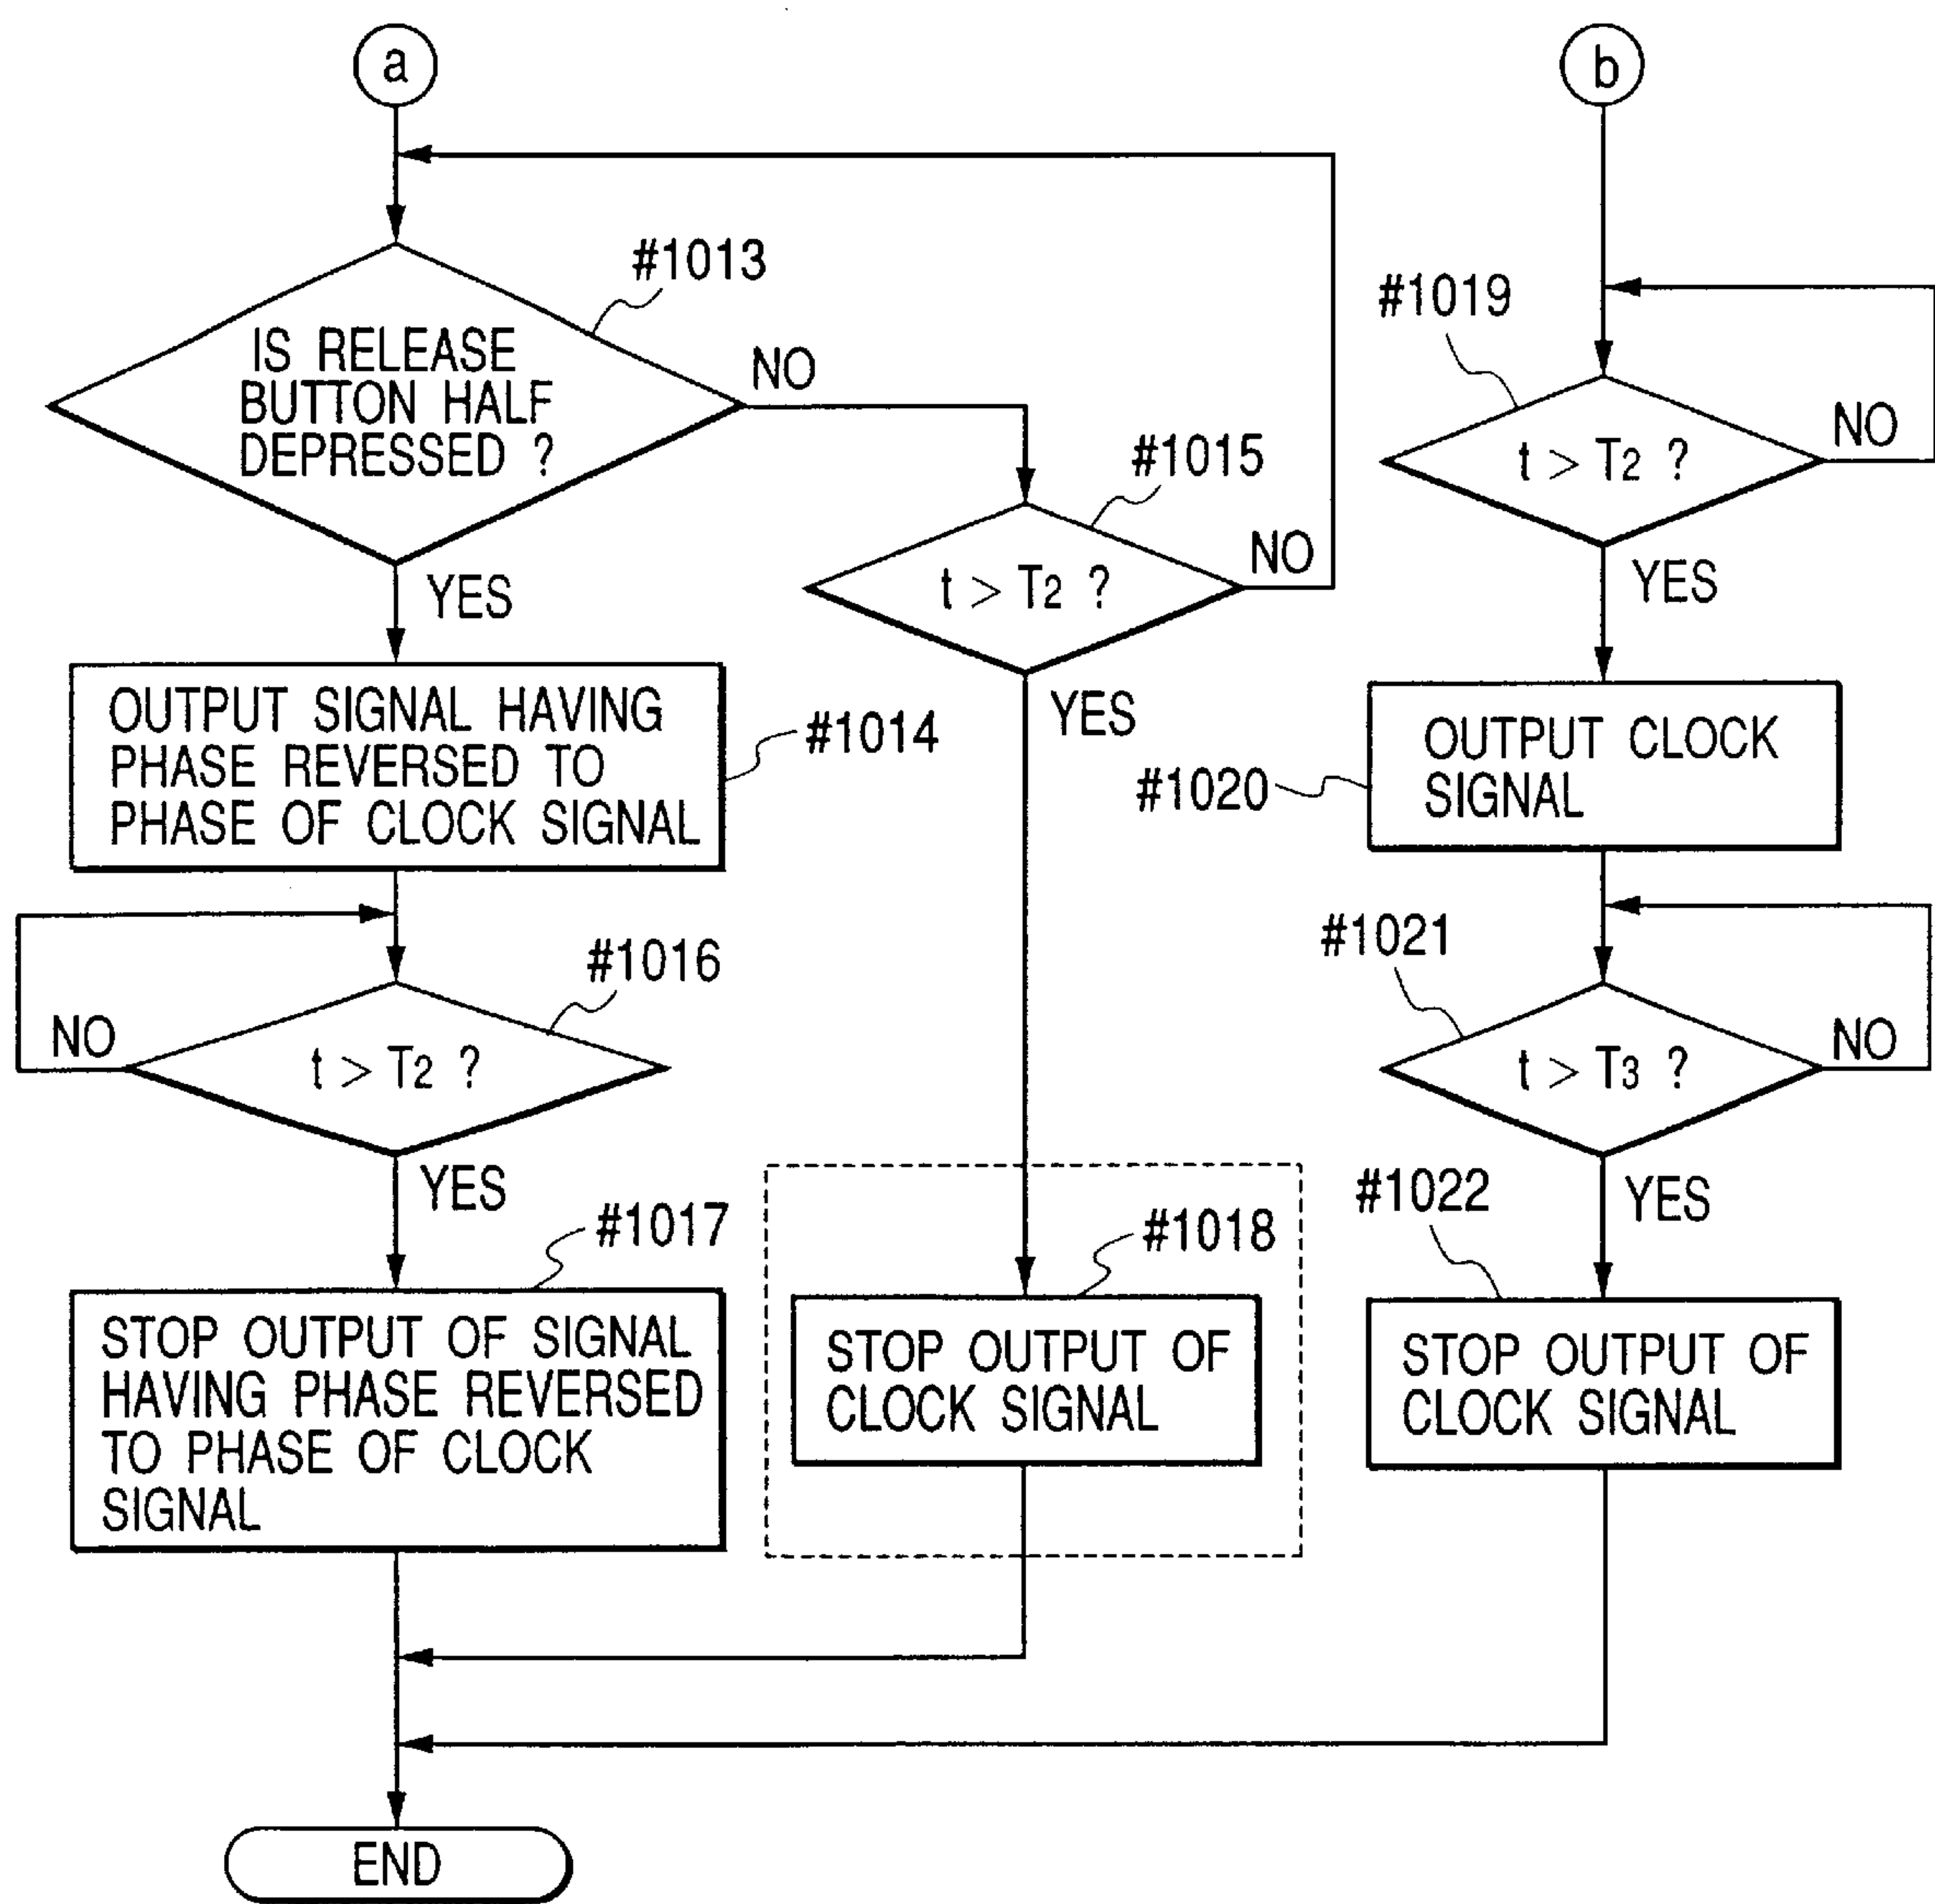 a
b
#1013
IS RELEASE
BUTTON HALF
DEPRESSED ?
NO
YES
#1015
t > T2 ?
NO
YES
OUTPUT SIGNAL HAVING
PHASE REVERSED TO
PHASE OF CLOCK SIGNAL
#1014
#1016
t > T2 ?
NO
YES
#1017
STOP OUTPUT OF SIGNAL
HAVING PHASE REVERSED
TO PHASE OF CLOCK
SIGNAL
#1018
STOP OUTPUT OF
CLOCK SIGNAL
#1019
t > T2 ?
NO
YES
#1020
OUTPUT CLOCK
SIGNAL
#1021
t > T3 ?
NO
YES
#1022
STOP OUTPUT OF
CLOCK SIGNAL
END